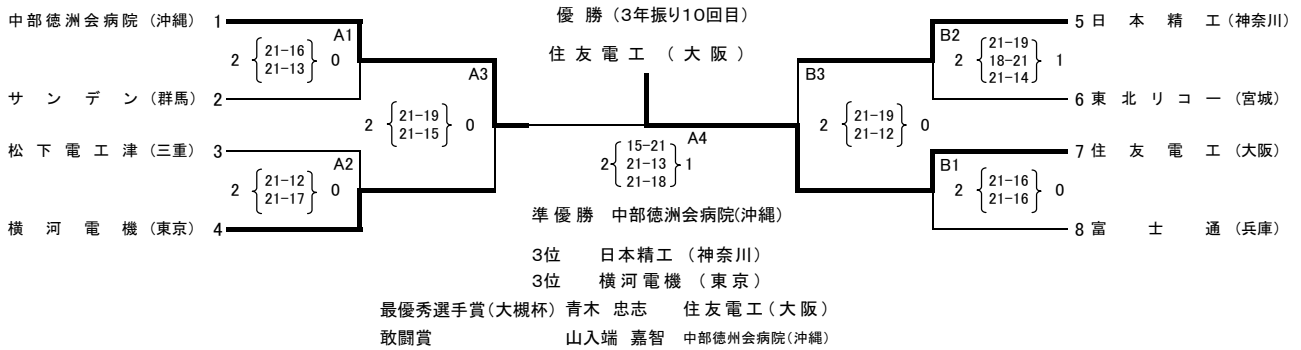 優勝（3年振り10回目）
住友電工（大阪）
中部徳洲会病院（沖縄） 1
A1
2 21-16 0
21-13
サンデン（群馬） 2
A3
2 21-19 0
21-15
松下電工津（三重） 3
A2
2 21-12 0
21-17
横河電機（東京） 4
A4
15-21
2 21-13 1
21-18
5 日本精工（神奈川）
B2
21-19
2 18-21 1
21-14
6 東北リコー（宮城）
B3
2 21-19 0
21-12
7 住友電工（大阪）
B1
2 21-16 0
21-16
8 富士通（兵庫）
準優勝 中部徳洲会病院(沖縄)
3位 日本精工（神奈川）
3位 横河電機（東京）
最優秀選手賞(大槻杯) 青木 忠志 住友電工(大阪)
敢闘賞 山入端 嘉智 中部徳州会病院(沖縄)